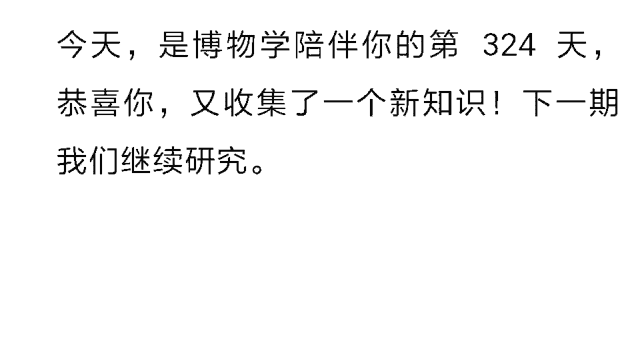 今天，是博物学陪伴你的第 324 天，
恭喜你，又收集了一个新知识！下一期
我们继续研究。